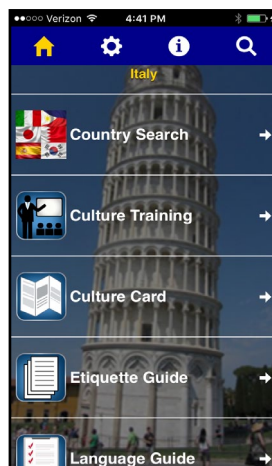 Verizon 4:41 PM
i
Italy
Country Search
Culture Training
Culture Card
Etiquette Guide
Language Guide